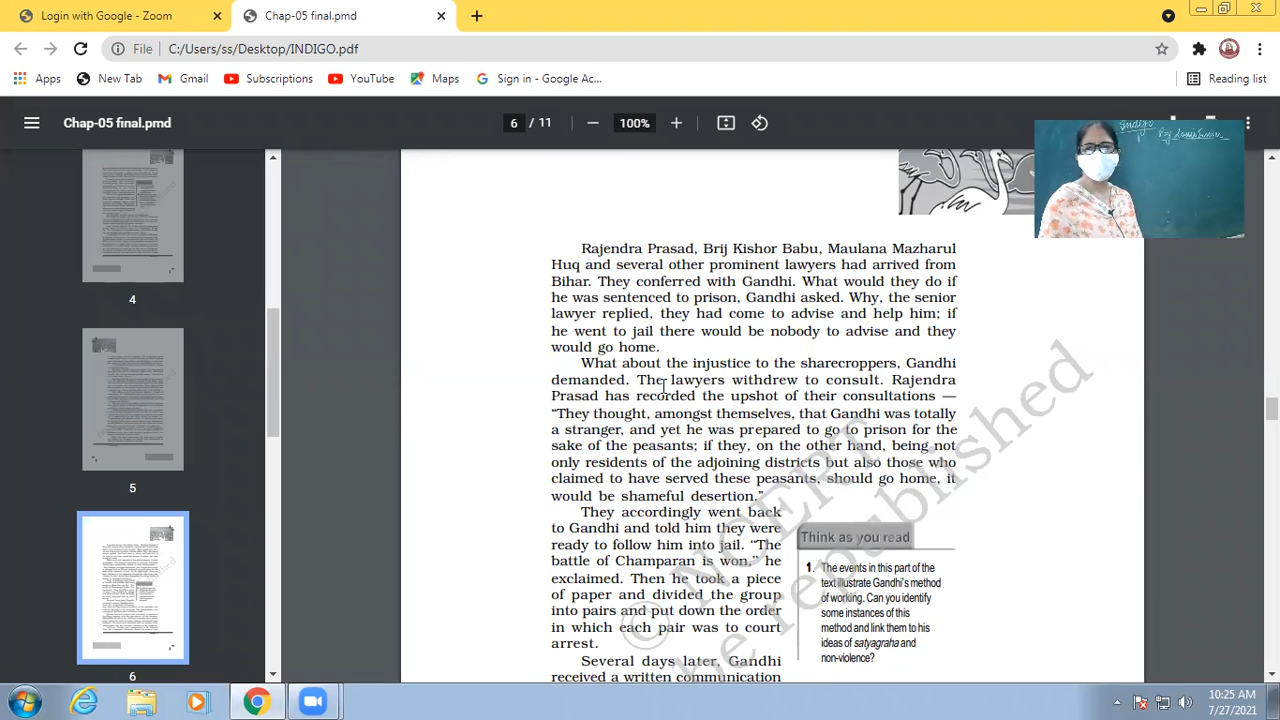 Login with Google - Zoom
Chap-05 final.pmd
File
C:/Users/ss/Desktop/INDIGO.pdf
Apps
New Tab
Gmail
Subscriptions
YouTube
Maps
Sign in - Google Ac...
Reading list
Chap-05 final.pmd
6 / 11
100%
Indigo
By Louis Fischer
4
5
6
Rajendra Prasad, Brij Kishor Babu, Maulana Mazharul
Huq and several other prominent lawyers had arrived from
Bihar. They conferred with Gandhi. What would they do if
he was sentenced to prison, Gandhi asked. Why, the senior
lawyer replied, they had come to advise and help him; if
he went to jail there would be nobody to advise and they
would go home.
What about the injustice to the sharecroppers, Gandhi
demanded. The lawyers withdrew to consult. Rajendra
Prasad has recorded the upshot of their consultations —
“They thought, amongst themselves, that Gandhi was totally
a stranger, and yet he was prepared to go to prison for the
sake of the peasants; if they, on the other hand, being not
only residents of the adjoining districts but also those who
claimed to have served these peasants, should go home, it
would be shameful desertion.”
They accordingly went back
to Gandhi and told him they were
ready to follow him into jail. “The
battle of Champaran is won,” he
exclaimed. Then he took a piece
of paper and divided the group
into pairs and put down the order
in which each pair was to court
arrest.
Several days later, Gandhi
received a written communication
Think as you read
1. The events in this part of the
text illustrate Gandhi's method
of working. Can you identify
some instances of this
method and link them to his
ideas of satyagraha and
non-violence?
© NCERT
be republished
10:25 AM
7/27/2021